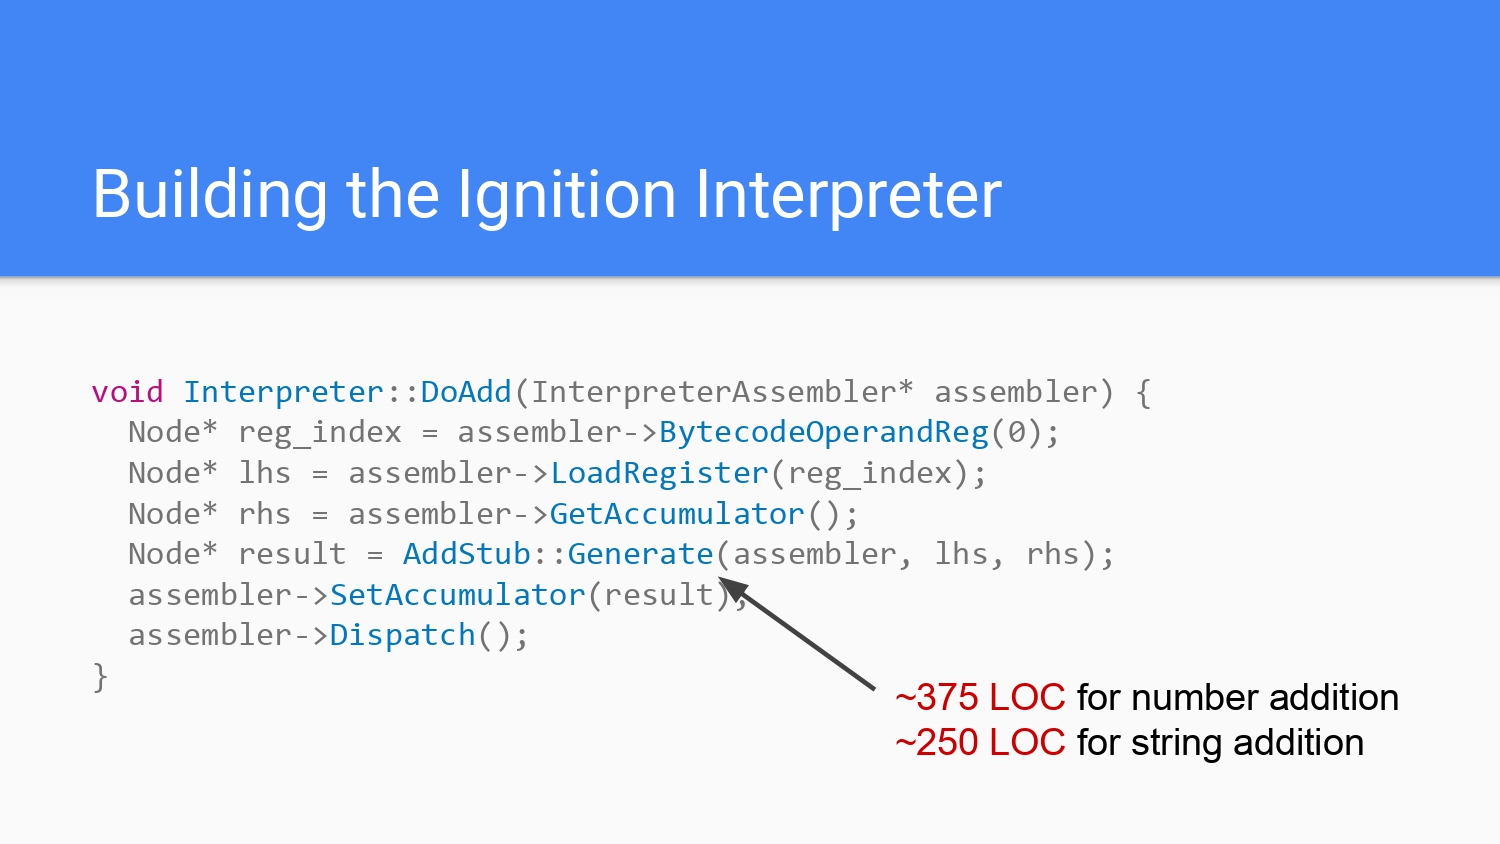 Building the Ignition Interpreter
void Interpreter::DoAdd(InterpreterAssembler* assembler) {
  Node* reg_index = assembler->BytecodeOperandReg(0);
  Node* lhs = assembler->LoadRegister(reg_index);
  Node* rhs = assembler->GetAccumulator();
  Node* result = AddStub::Generate(assembler, lhs, rhs);
  assembler->SetAccumulator(result);
  assembler->Dispatch();
}
~375 LOC for number addition
~250 LOC for string addition